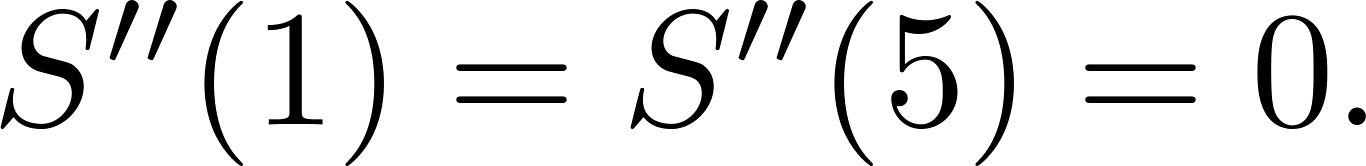 S″(1) = S″(5) = 0.